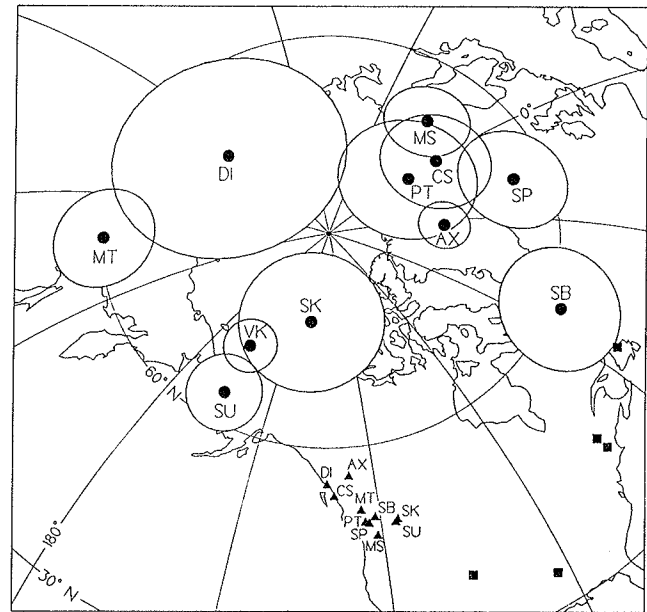 MS
DI
CS
PT
SP
0°
AX
MT
SK
SB
VK
60° N
SU
AX
DI
CS
MT
SB
SK
PT
SP
SU
MS
180°
30° N